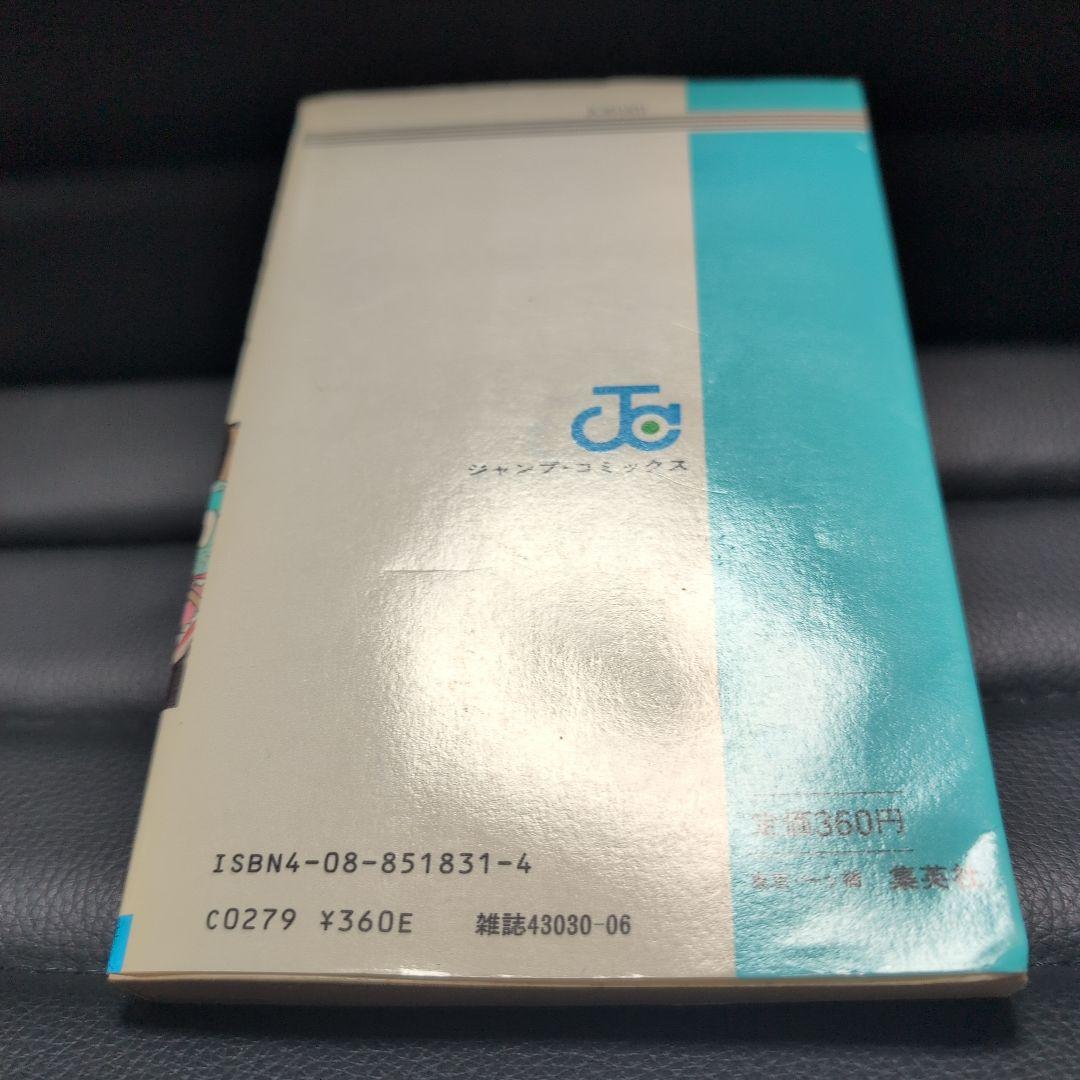 JC
ジャンプ・コミックス
定価360円
集英社
ISBN4-08-851831-4
C0279 ¥360E 雑誌43030-06